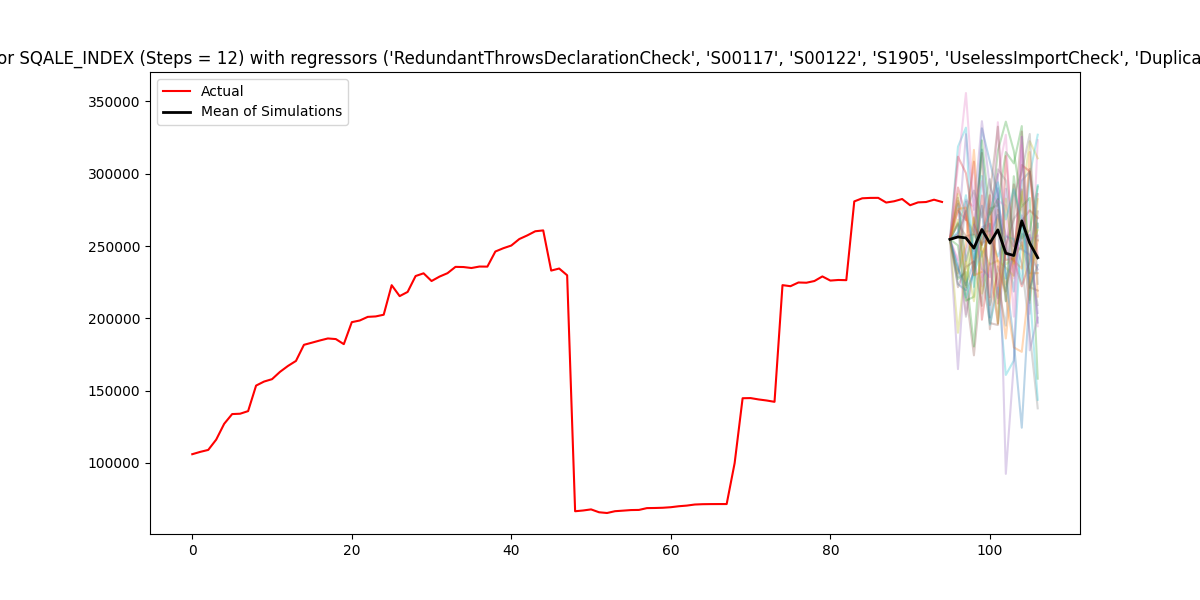 or SQALE_INDEX (Steps = 12) with regressors ('RedundantThrowsDeclarationCheck', 'S00117', 'S00122', 'S1905', 'UselessImportCheck', 'Duplica
Actual
Mean of Simulations
350000
300000
250000
200000
150000
100000
0 20 40 60 80 100